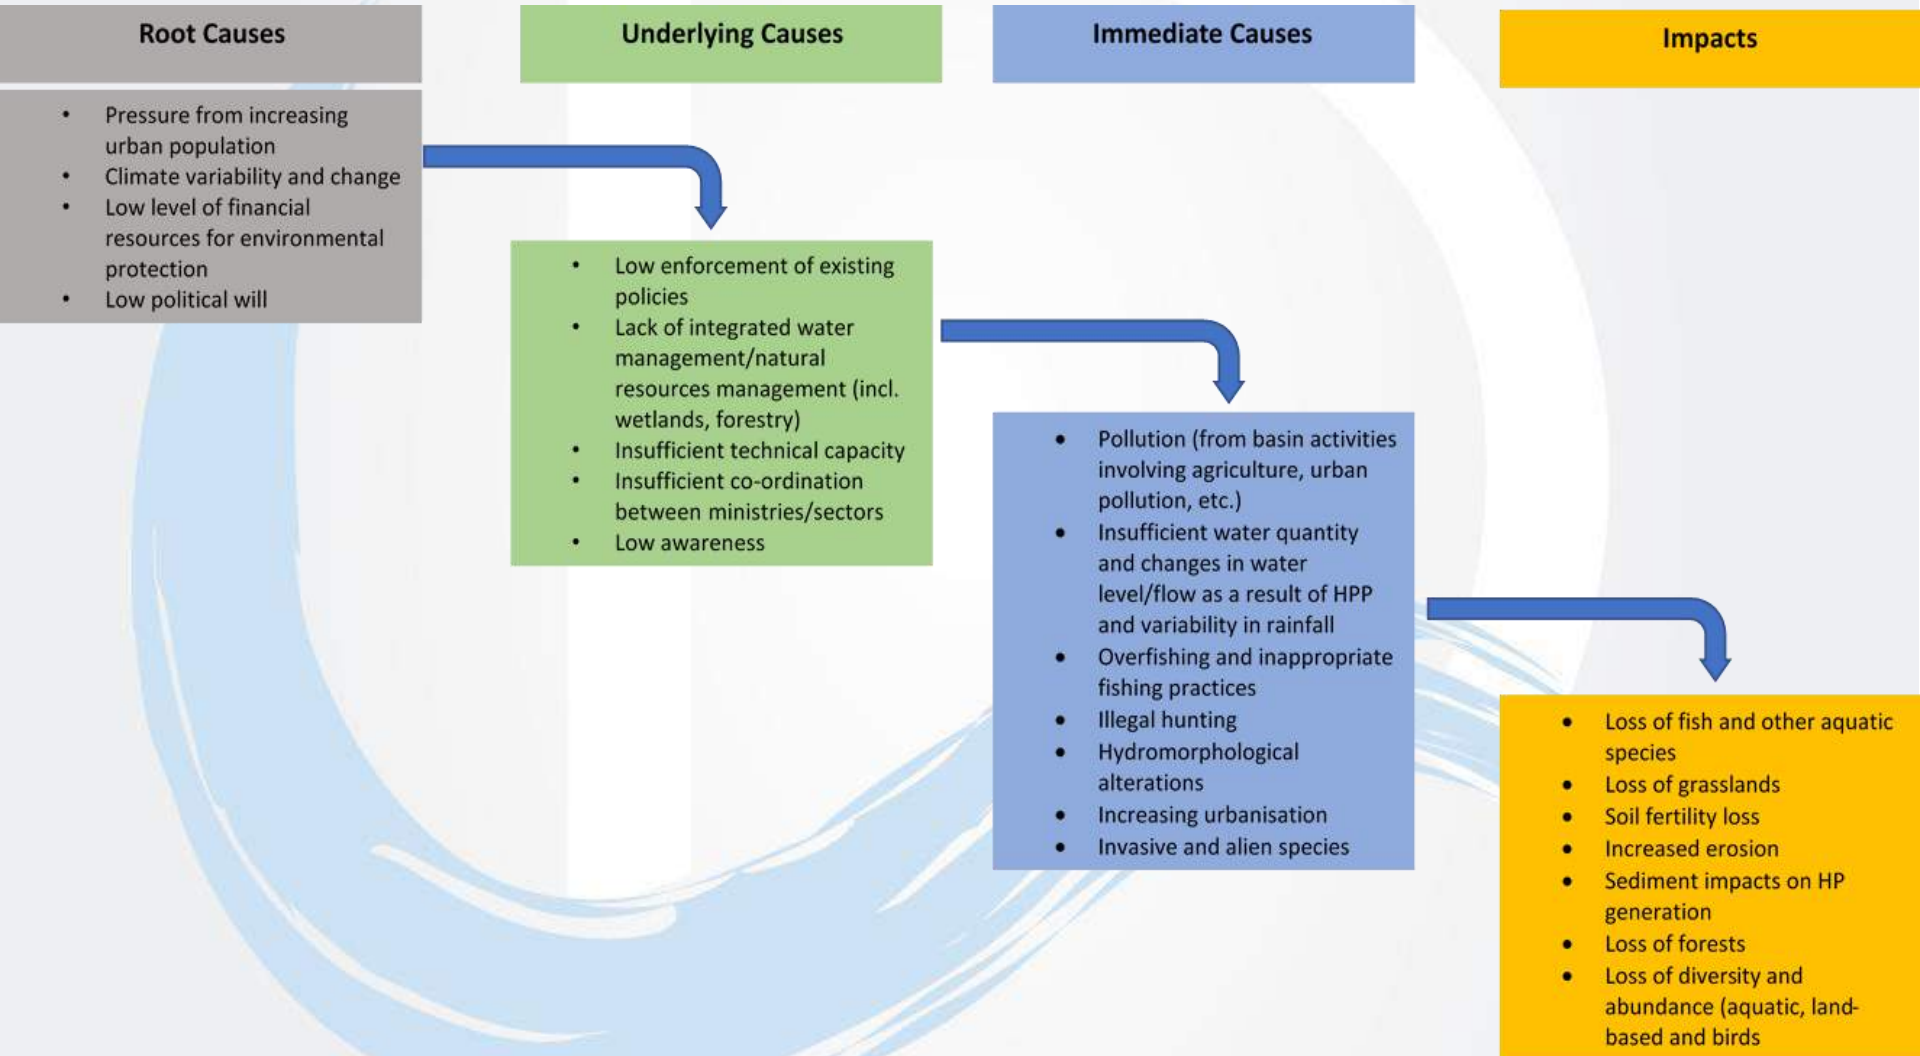 Root Causes
Underlying Causes
Immediate Causes
Impacts
• Pressure from increasing
urban population
• Climate variability and change
• Low level of financial
resources for environmental
protection
• Low political will
• Low enforcement of existing
policies
• Lack of integrated water
management/natural
resources management (incl.
wetlands, forestry)
• Insufficient technical capacity
• Insufficient co-ordination
between ministries/sectors
• Low awareness
• Pollution (from basin activities
involving agriculture, urban
pollution, etc.)
• Insufficient water quantity
and changes in water
level/flow as a result of HPP
and variability in rainfall
• Overfishing and inappropriate
fishing practices
• Illegal hunting
• Hydromorphological
alterations
• Increasing urbanisation
• Invasive and alien species
• Loss of fish and other aquatic
species
• Loss of grasslands
• Soil fertility loss
• Increased erosion
• Sediment impacts on HP
generation
• Loss of forests
• Loss of diversity and
abundance (aquatic, land-
based and birds